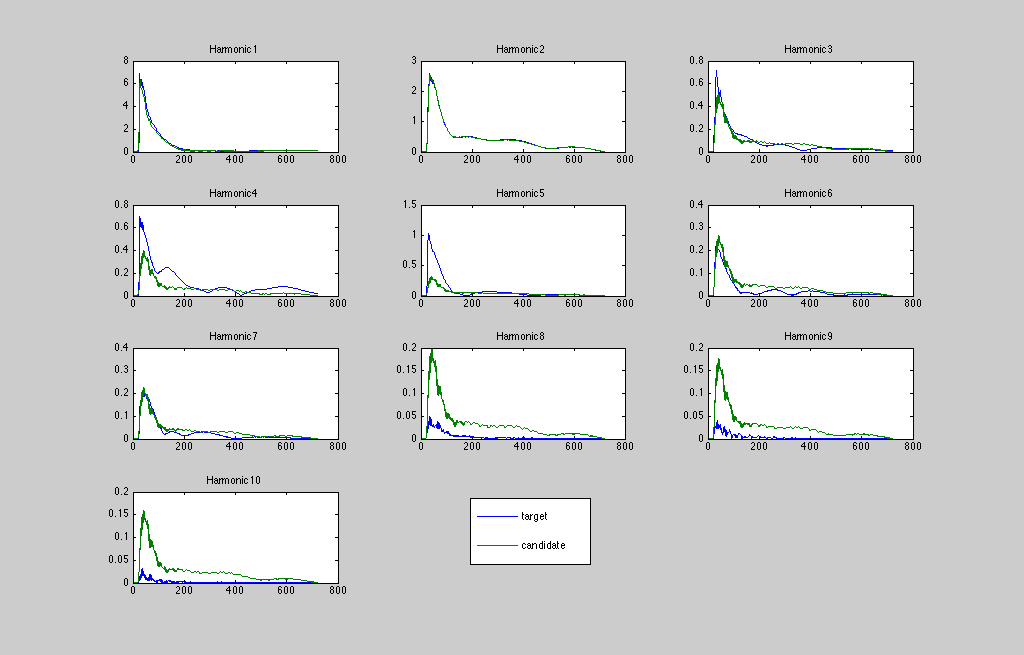 Harmonic1 Harmonic2 Harmonic3
8 3 0.8
6 2 0.6
4 0.4
2 1 0.2
0 0 0
0 200 400 600 800 0 200 400 600 800 0 200 400 600 800
Harmonic4 Harmonic5 Harmonic6
0.8 1.5 0.4
0.6 1 0.3
0.4 0.2
0.2 0.5 0.1
0 0 0
0 200 400 600 800 0 200 400 600 800 0 200 400 600 800
Harmonic7 Harmonic8 Harmonic9
0.4 0.2 0.2
0.3 0.15 0.15
0.2 0.1 0.1
0.1 0.05 0.05
0 0 0
0 200 400 600 800 0 200 400 600 800 0 200 400 600 800
Harmonic10
0.2
0.15
0.1
0.05
0
0 200 400 600 800
target
candidate